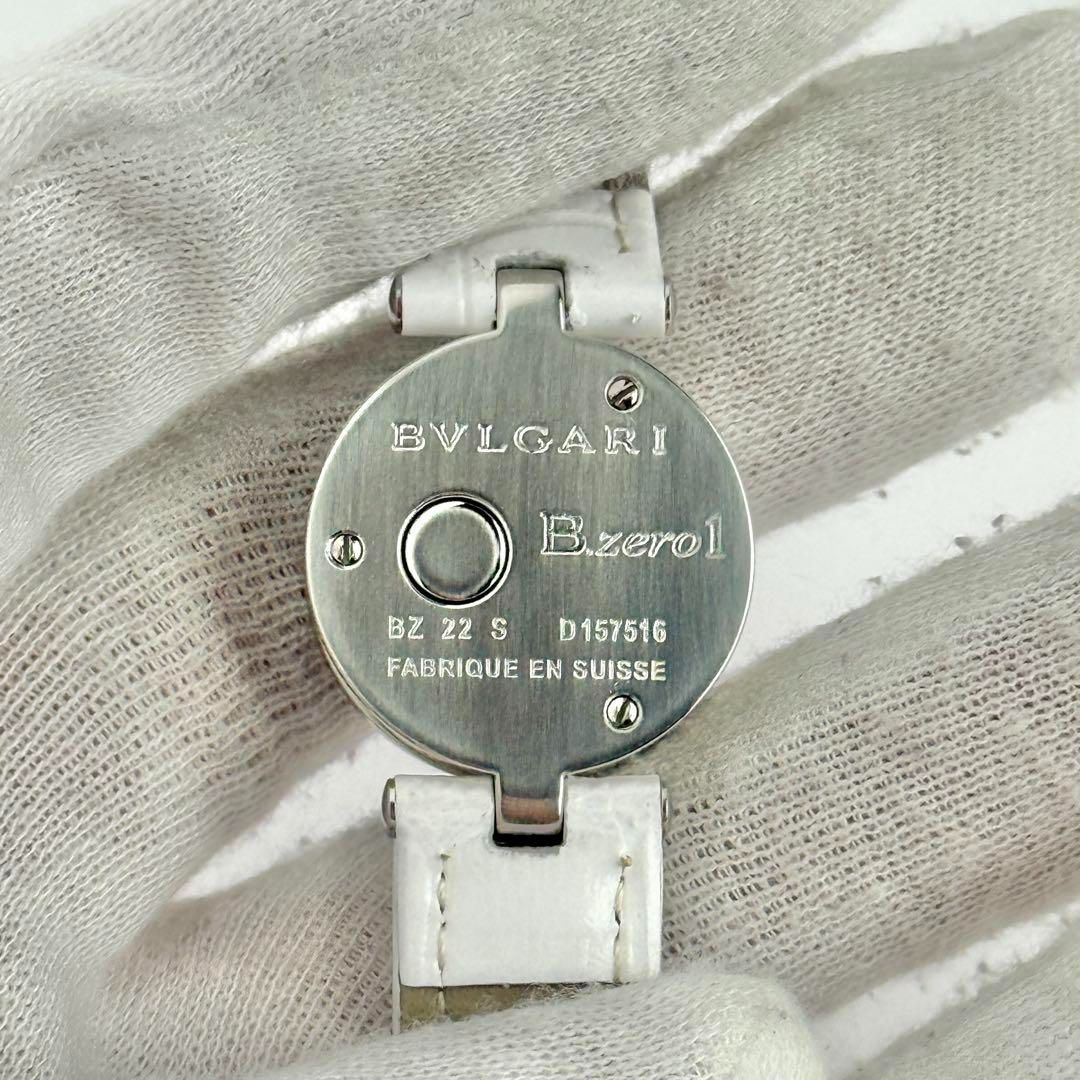 BVLGARI
B.zero1
BZ 22 S D157516
FABRIQUE EN SUISSE